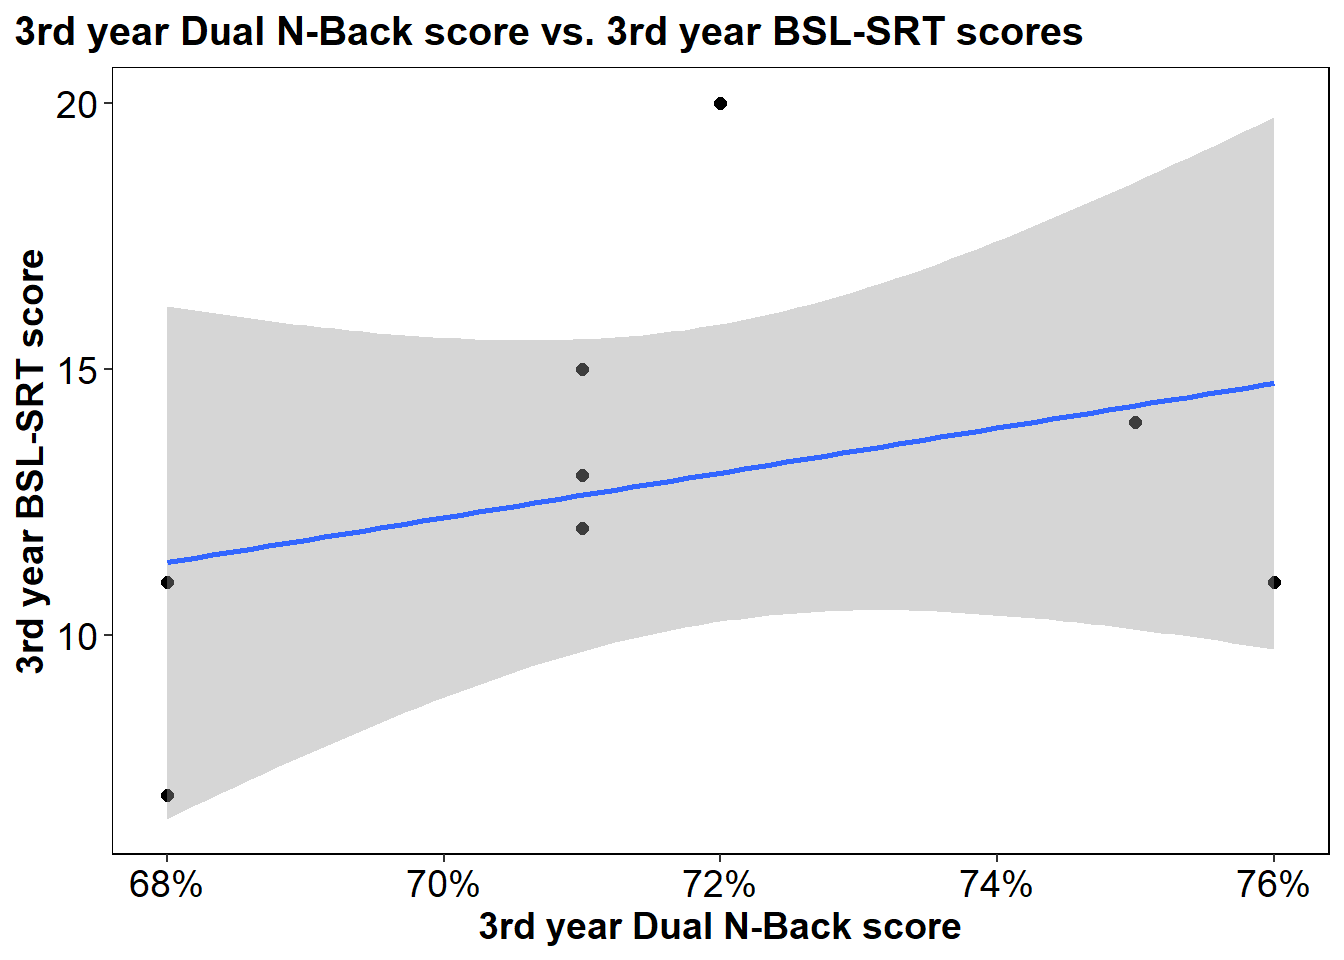 3rd year Dual N-Back score vs. 3rd year BSL-SRT scores
3rd year BSL-SRT score
20
15
10
68% 70% 72% 74% 76%
3rd year Dual N-Back score